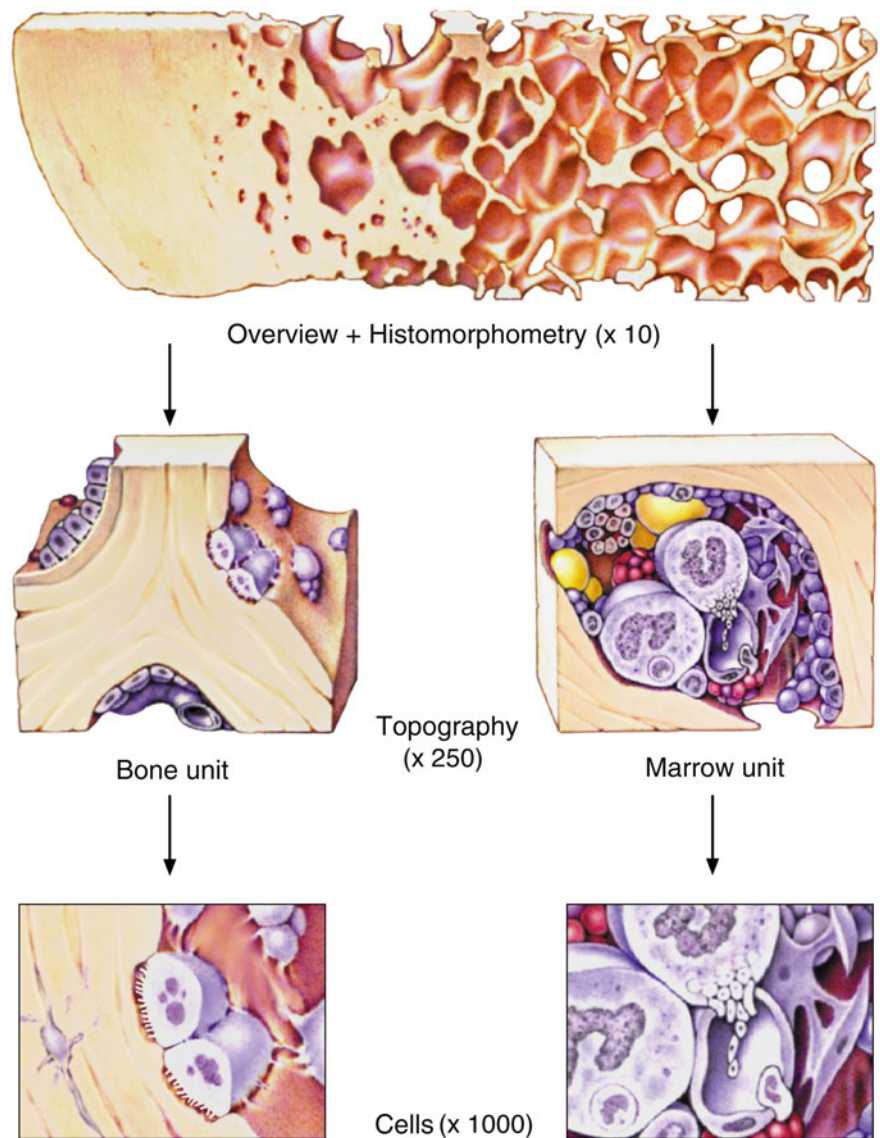 Overview + Histomorphometry (x 10)
Topography
(x 250)
Bone unit
Marrow unit
Cells (x 1000)